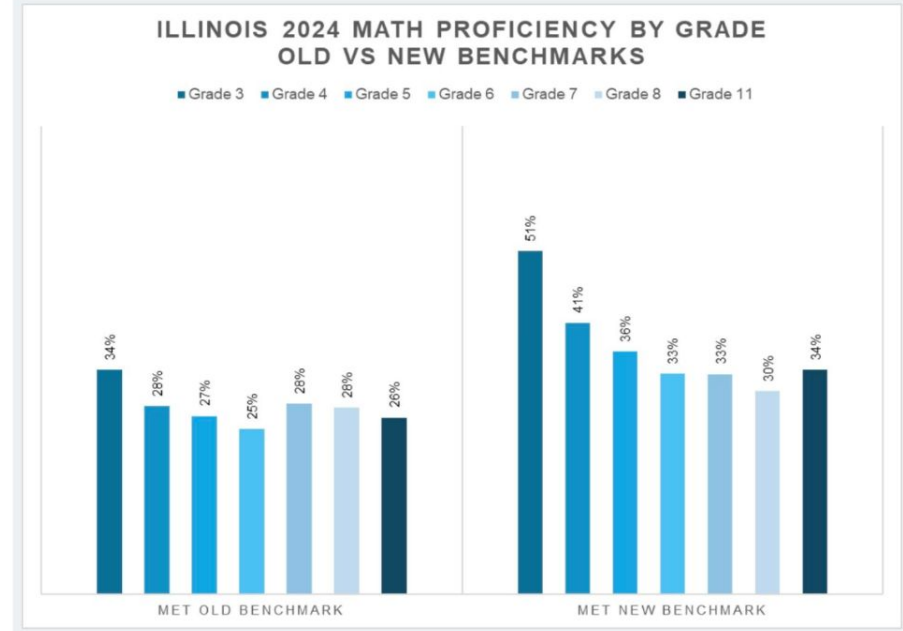 ILLINOIS 2024 MATH PROFICIENCY BY GRADE
OLD VS NEW BENCHMARKS
Grade 3 Grade 4 Grade 5 Grade 6 Grade 7 Grade 8 Grade 11
34%
28%
27%
25%
28%
28%
26%
51%
41%
36%
33%
33%
30%
34%
MET OLD BENCHMARK
MET NEW BENCHMARK